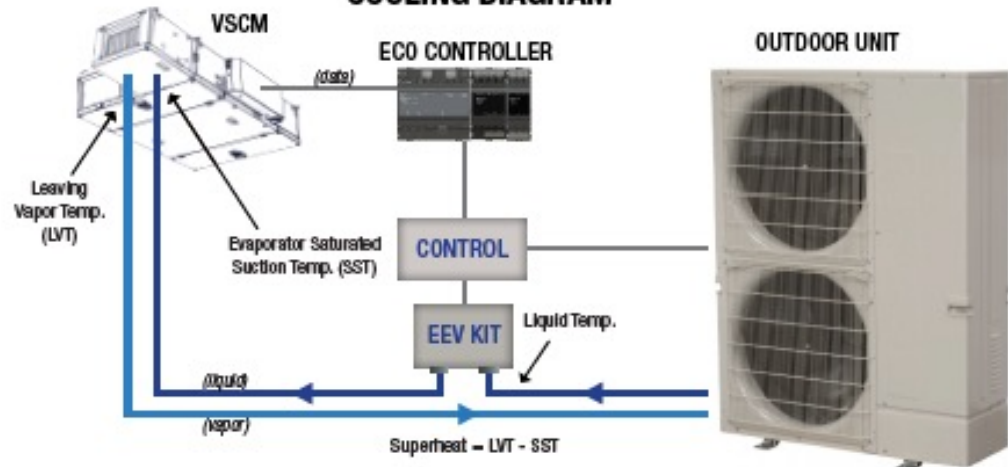 COOLING DIAGRAM
VSCM
ECO CONTROLLER
OUTDOOR UNIT
(data)
Leaving
Vapor Temp.
(LVT)
Evaporator Saturated
Suction Temp. (SST)
CONTROL
EEV KIT
Liquid Temp.
(liquid)
(vapor)
Superheat = LVT - SST